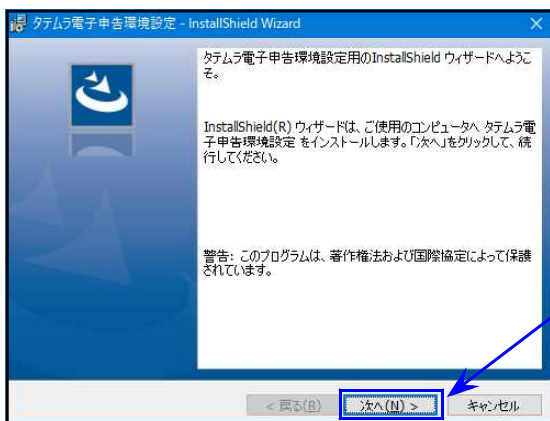 タテムラ電子申告環境設定 - InstallShield Wizard
タテムラ電子申告環境設定用のInstallShield ウィザードへようこ
そ。
InstallShield(R) ウィザードは、ご使用のコンピュータへ タテムラ電
子申告環境設定 をインストールします。「次へ」をクリックして、続
行してください。
警告: このプログラムは、著作権法および国際協定によって保護
されています。
< 戻る(B)
次へ(N) >
キャンセル